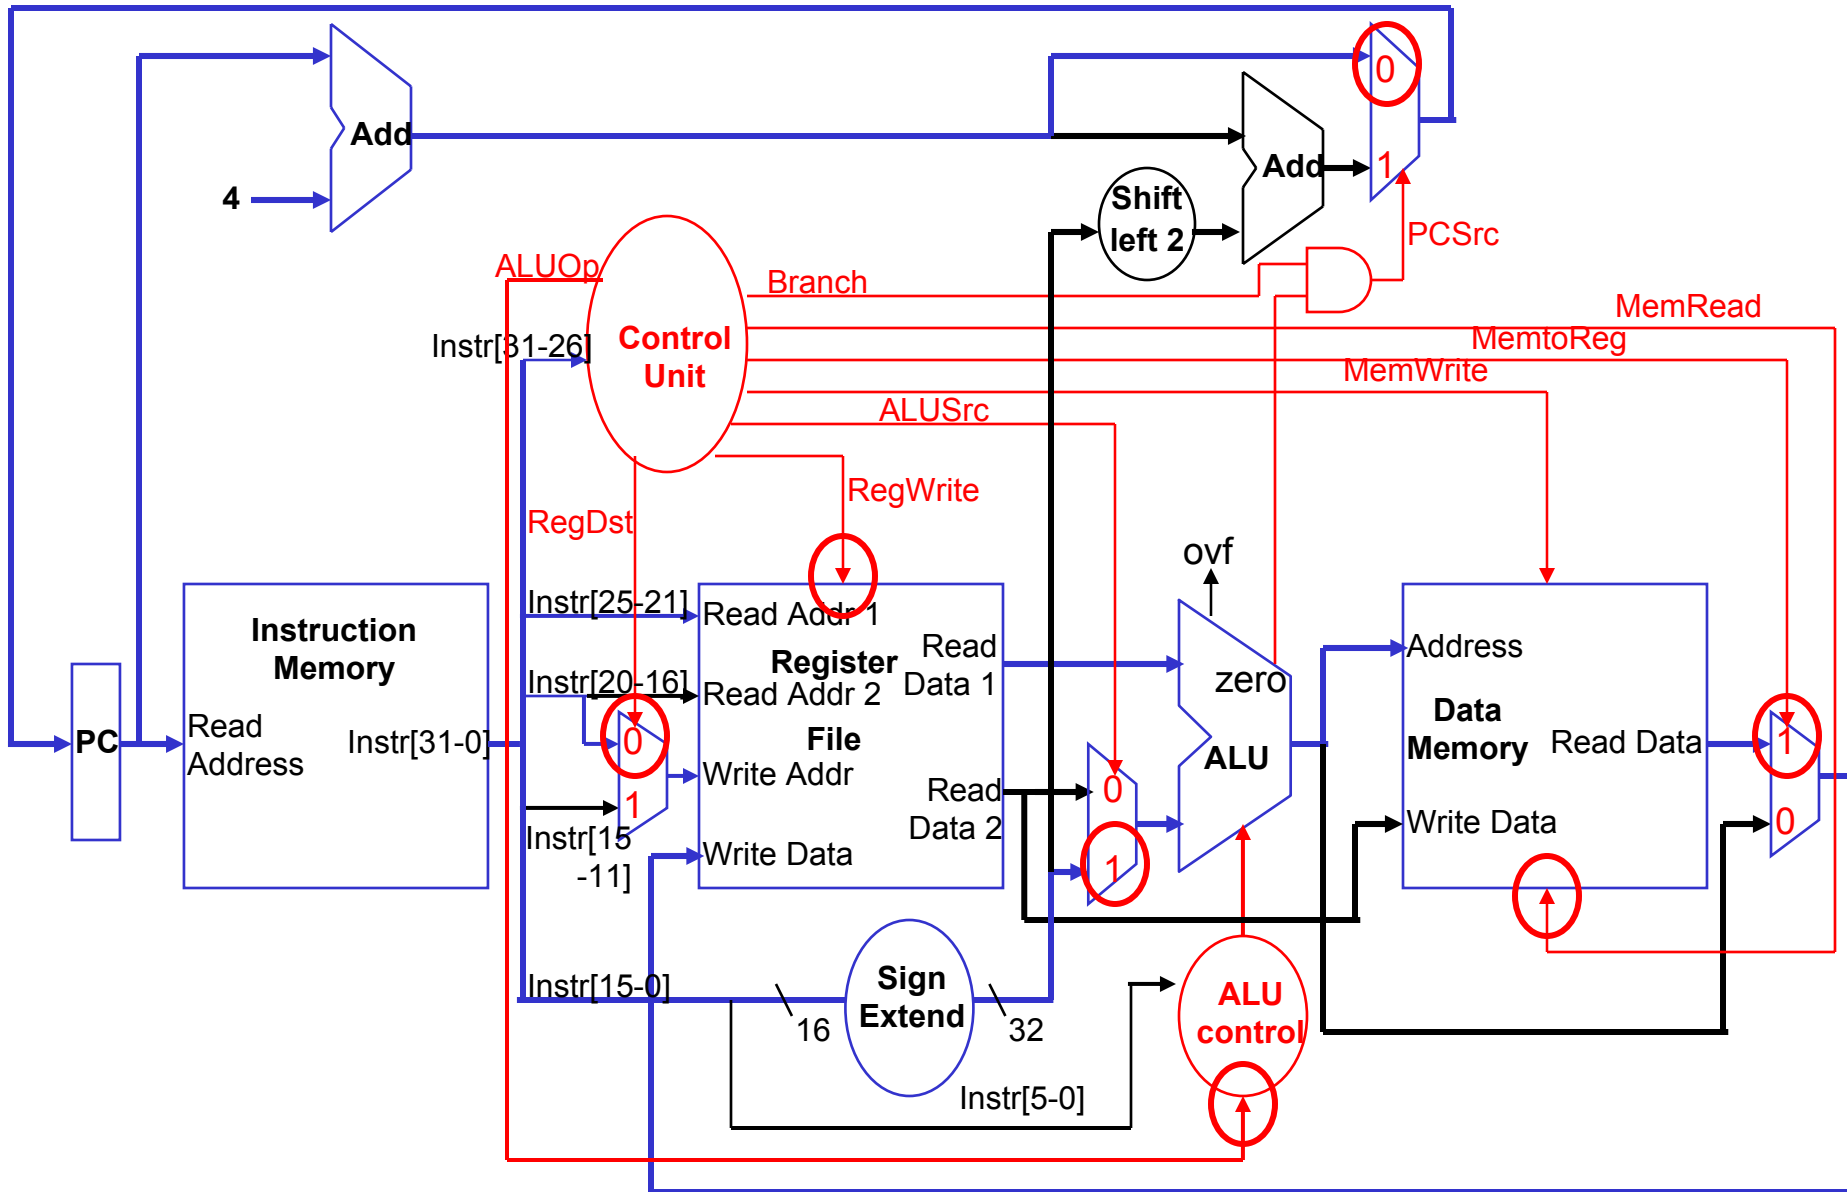 0
Add
Add
1
4
Shift
left 2
PCSrc
ALUOp
Branch
MemRead
Instr[31-26]
Control
Unit
MemtoReg
MemWrite
ALUSrc
RegWrite
RegDst
ovf
Instruction
Memory
Instr[25-21]
Read Addr 1
Read
Data 1
Register
File
Instr[20-16]
Read Addr 2
zero
Address
Data
Memory
PC
Read
Address
Instr[31-0]
0
1
Write Addr
ALU
Read Data
1
0
Read
Data 2
0
1
Write Data
Instr[15
-11]
Write Data
Instr[15-0]
16
Sign
Extend
32
ALU
control
Instr[5-0]